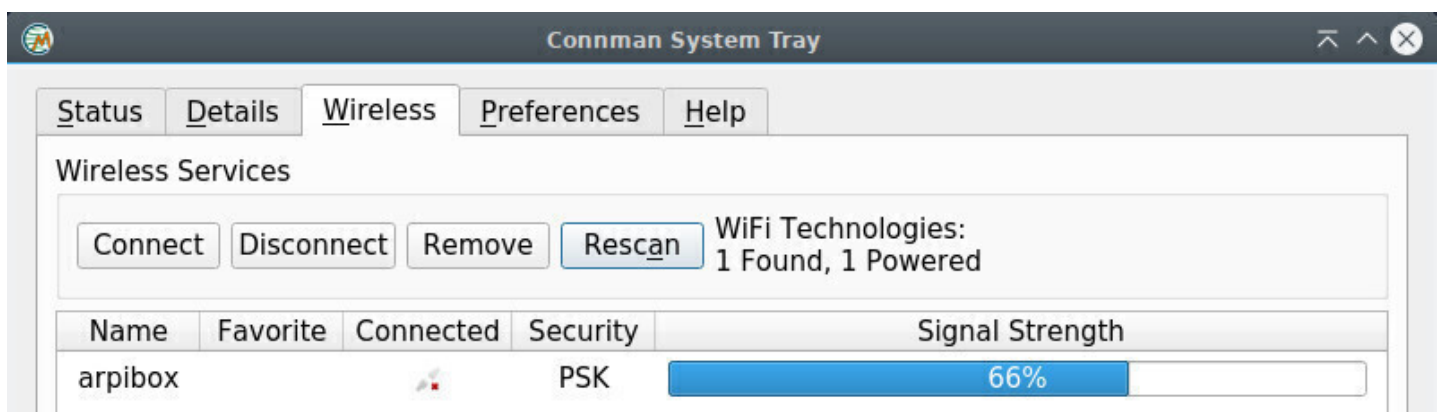 Connman System Tray
Status Details Wireless Preferences Help
Wireless Services
Connect Disconnect Remove Rescan WiFi Technologies:
1 Found, 1 Powered
Name Favorite Connected Security Signal Strength
arpibox PSK 66%